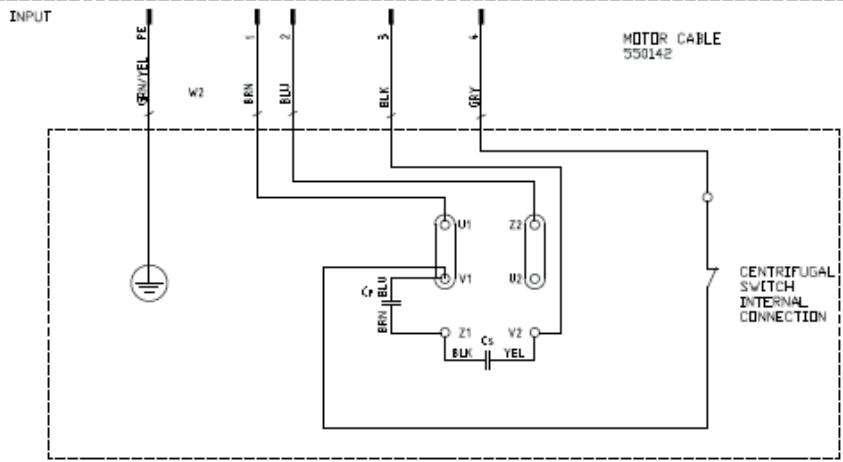 INPUT
PE
1
2
3
4
MOTOR CABLE
550142
GRN/YEL
W2
BRN
BLU
BLK
GRY
U1
Z2
V1
U2
BLU
BRN
Z1
V2
Cs
BLK
YEL
CENTRIFUGAL
SWITCH
INTERNAL
CONNECTION